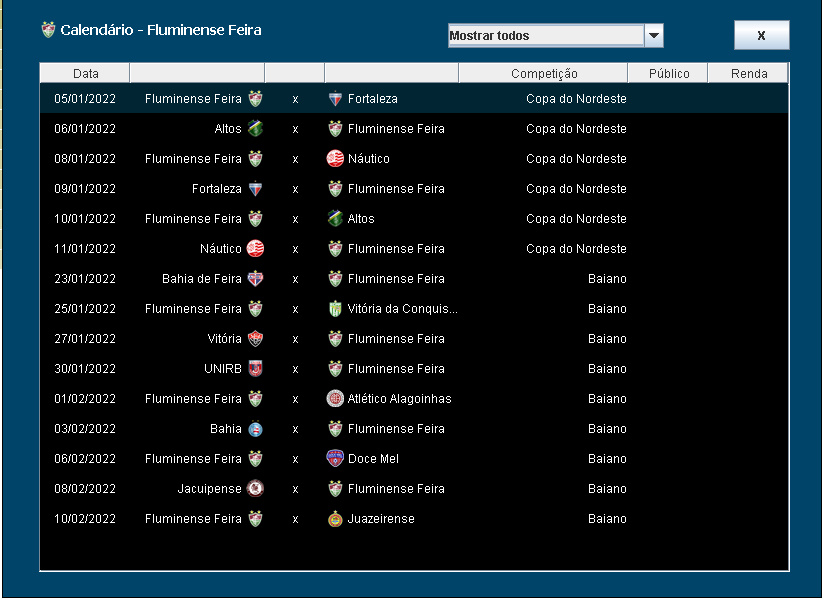 Calendário - Fluminense Feira
Mostrar todos
X
Data Competição Público Renda
05/01/2022 Fluminense Feira x Fortaleza Copa do Nordeste
06/01/2022 Altos x Fluminense Feira Copa do Nordeste
08/01/2022 Fluminense Feira x Náutico Copa do Nordeste
09/01/2022 Fortaleza x Fluminense Feira Copa do Nordeste
10/01/2022 Fluminense Feira x Altos Copa do Nordeste
11/01/2022 Náutico x Fluminense Feira Copa do Nordeste
23/01/2022 Bahia de Feira x Fluminense Feira Baiano
25/01/2022 Fluminense Feira x Vitória da Conquis... Baiano
27/01/2022 Vitória x Fluminense Feira Baiano
30/01/2022 UNIRB x Fluminense Feira Baiano
01/02/2022 Fluminense Feira x Atlético Alagoinhas Baiano
03/02/2022 Bahia x Fluminense Feira Baiano
06/02/2022 Fluminense Feira x Doce Mel Baiano
08/02/2022 Jacuipense x Fluminense Feira Baiano
10/02/2022 Fluminense Feira x Juazeirense Baiano